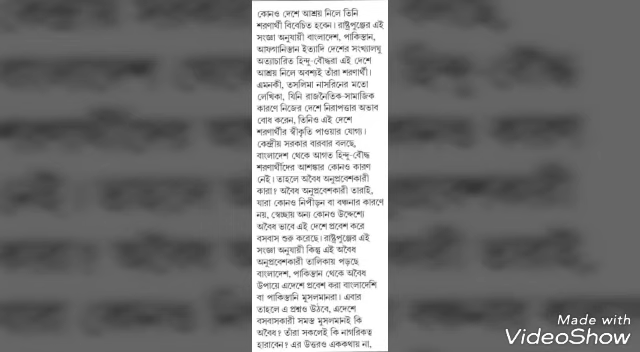 কোনও দেশে আশ্রয় নিলে তিনি
শরণার্থী বিবেচিত হবেন। রাষ্ট্রপুঞ্জের এই
সংজ্ঞা অনুযায়ী বাংলাদেশ, পাকিস্তান,
আফগানিস্তান ইত্যাদি দেশের সংখ্যালঘু
অত্যাচারিত হিন্দু-বৌদ্ধরা এই দেশে
আশ্রয় নিলে অবশ্যই তাঁরা শরণার্থী।
এমনকী, তসলিমা নাসরিনের মতো
লেখিকা, যিনি রাজনৈতিক-সামাজিক
কারণে নিজের দেশে নিরাপত্তার অভাব
বোধ করেন, তিনিও এই দেশে
শরণার্থীর স্বীকৃতি পাওয়ার যোগ্য।
কেন্দ্রীয় সরকার বারবার বলছে,
বাংলাদেশ থেকে আগত হিন্দু-বৌদ্ধ
শরণার্থীদের আশঙ্কার কোনও কারণ
নেই। তাহলে অবৈধ অনুপ্রবেশকারী
কারা? অবৈধ অনুপ্রবেশকারী তারাই,
যারা কোনও নিপীড়ন বা বঞ্চনার কারণে
নয়, স্বেচ্ছায় অন্য কোনও উদ্দেশ্যে
অবৈধ ভাবে এই দেশে প্রবেশ করে
বসবাস শুরু করেছে। রাষ্ট্রপুঞ্জের এই
সংজ্ঞা অনুযায়ী কিন্তু এই অবৈধ
অনুপ্রবেশকারী তালিকায় পড়ছে
বাংলাদেশ, পাকিস্তান থেকে অবৈধ
উপায়ে এদেশে প্রবেশ করা বাংলাদেশি
বা পাকিস্তানি মুসলমানরা। এবার
তাহলে এ প্রশ্নও উঠবে, এদেশে
বসবাসকারী সমস্ত মুসলমানই কি
অবৈধ? তাঁরা সকলেই কি নাগরিকত্ব
হারাবেন? এর উত্তরও এককথায় না,
Made with
VideoShow